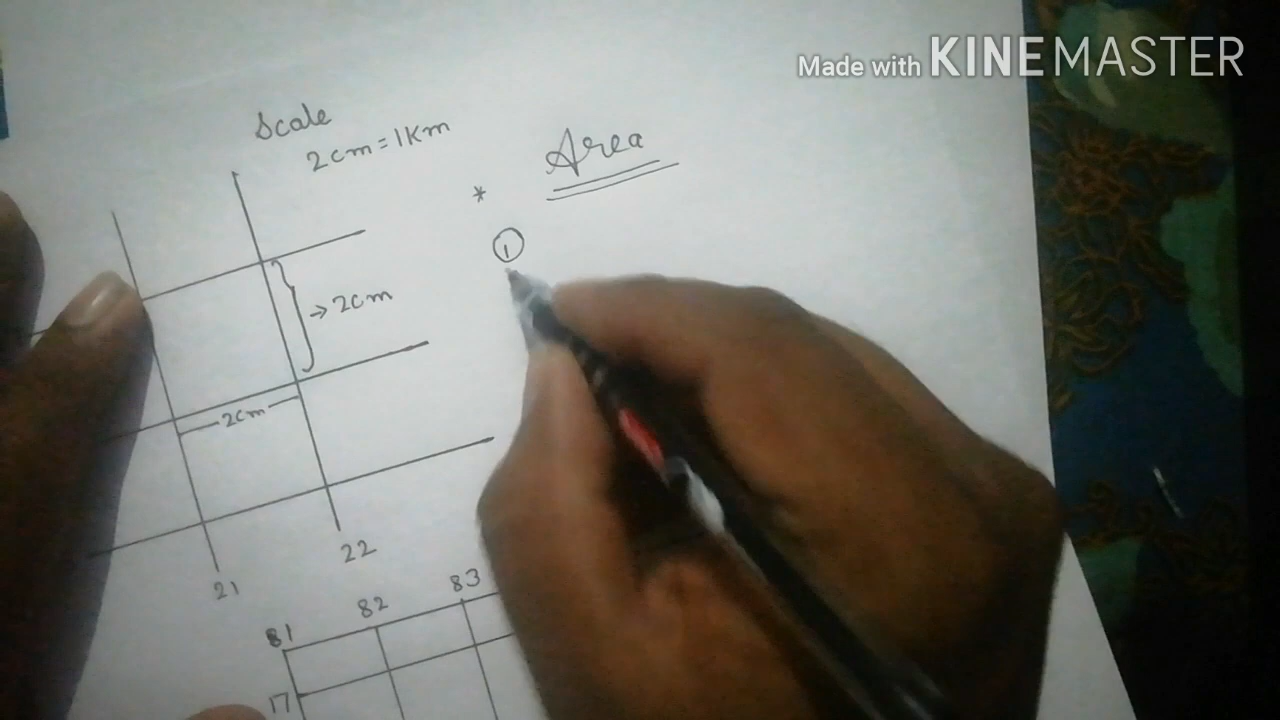 Made with KINEMASTER
Scale
2cm = 1Km
* Area
①
→ 2cm
2cm
21 22
81 82 83
17